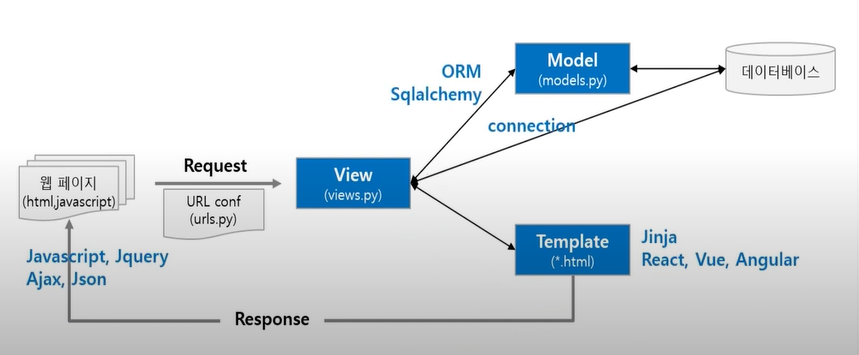 Model
(models.py)
데이터베이스
ORM
Sqlalchemy
connection
Request
웹 페이지
(html,javascript)
URL conf
(urls.py)
View
(views.py)
Template
(*.html)
Jinja
React, Vue, Angular
Javascript, Jquery
Ajax, Json
Response